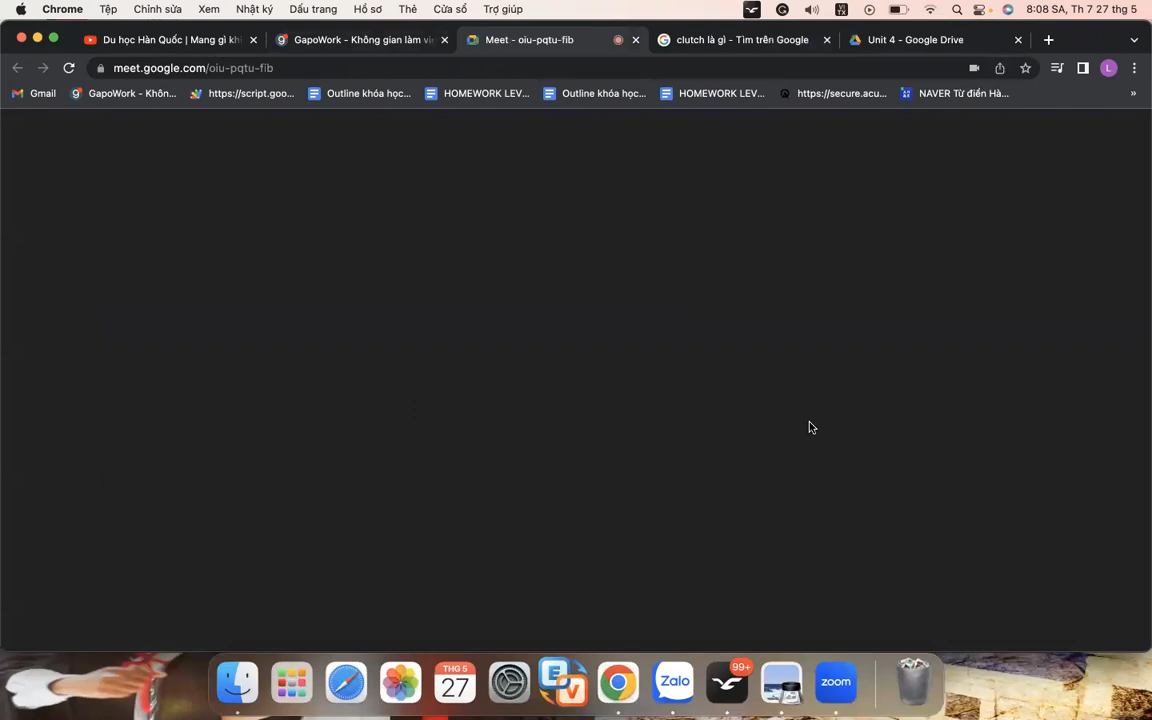 Chrome Tệp Chỉnh sửa Xem Nhật ký Dấu trang Hồ sơ Thẻ Cửa sổ Trợ giúp VI TX 8:08 SA, Th 7 27 thg 5
Du học Hàn Quốc | Mang gì kh GapoWork - Không gian làm vi Meet - oiu-pqtu-fib clutch là gì - Tìm trên Google Unit 4 - Google Drive
meet.google.com/oiu-pqtu-fib L
Gmail GapoWork - Khôn... https://script.goo... Outline khóa học... HOMEWORK LEV... Outline khóa học... HOMEWORK LEV... https://secure.acu... NAVER Từ điển Hà... »
THG 5
27
E
V
Zalo
99+
zoom